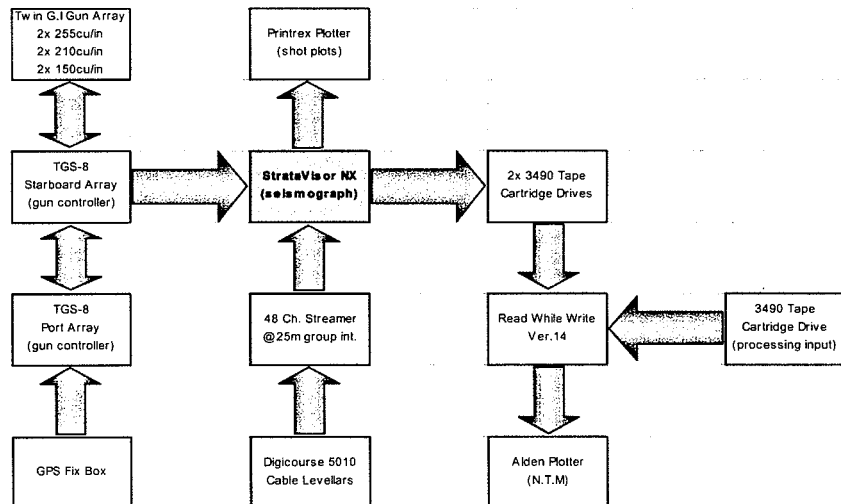 Twin G.I Gun Array
2x 255cu/in
2x 210cu/in
2x 150cu/in
Printrex Plotter
(shot plots)
TGS-8
Starboard Array
(gun controller)
StrataVisor NX
(seismograph)
2x 3490 Tape
Cartridge Drives
TGS-8
Port Array
(gun controller)
48 Ch. Streamer
@25m group int.
Read While Write
Ver.14
3490 Tape
Cartridge Drive
(processing input)
GPS Fix Box
Digicourse 5010
Cable Levellars
Alden Plotter
(N.T.M)